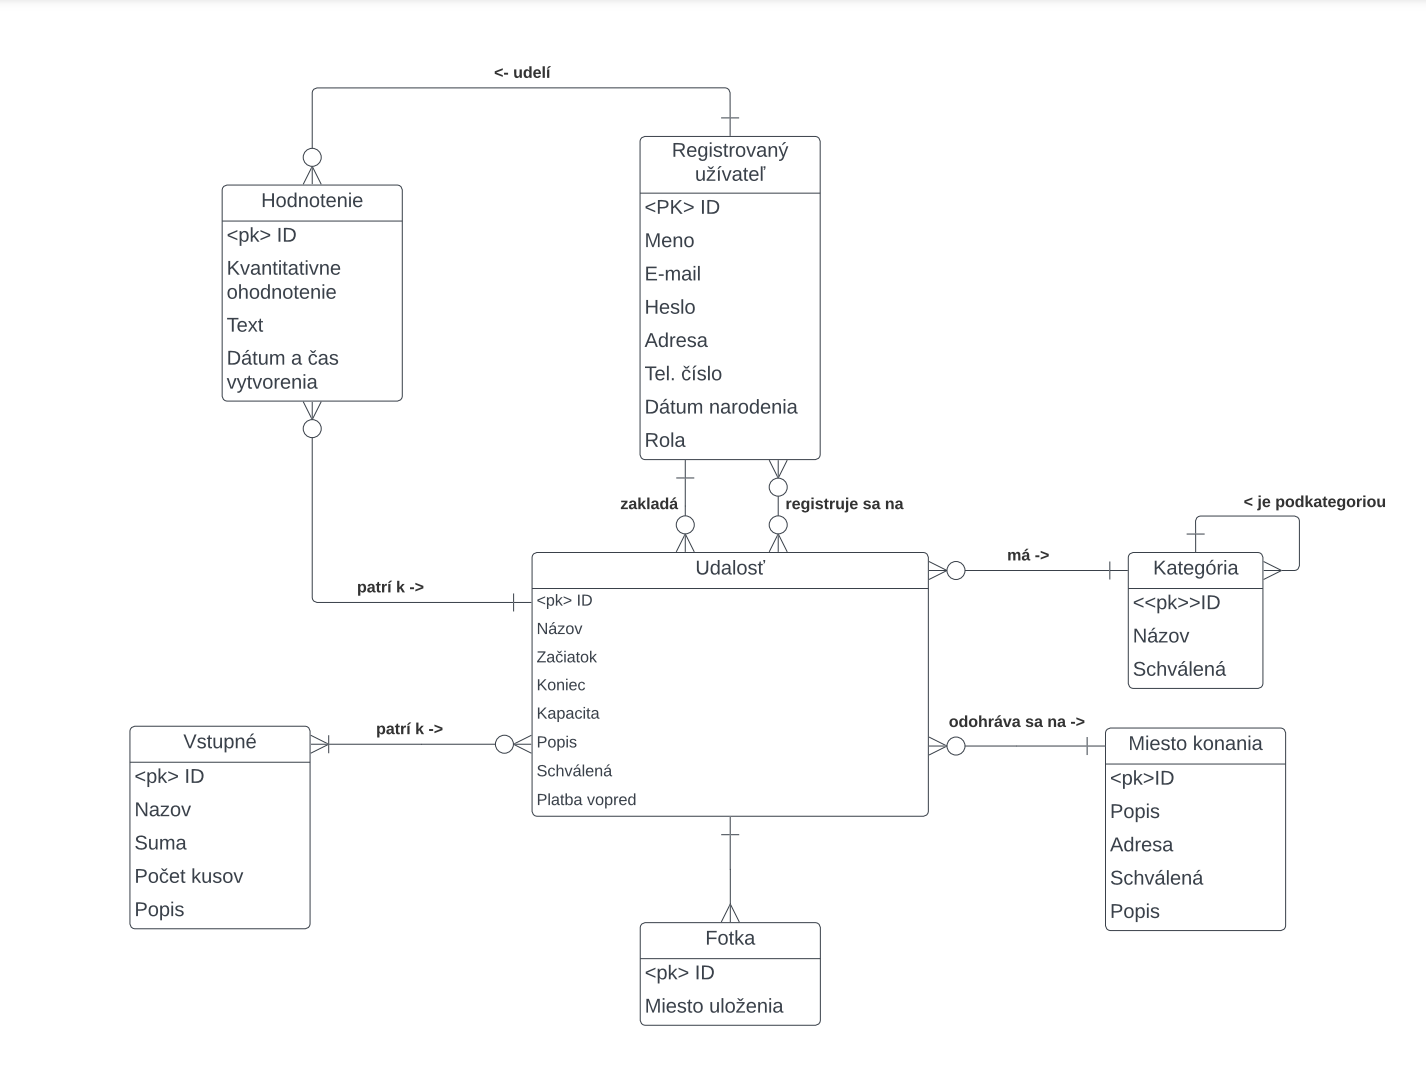 <- udelí
Registrovaný
užívateľ
<PK> ID
Meno
E-mail
Heslo
Adresa
Tel. číslo
Dátum narodenia
Rola
Hodnotenie
<pk> ID
Kvantitativne
ohodnotenie
Text
Dátum a čas
vytvorenia
zakladá
registruje sa na
< je podkategoriou
patrí k ->
má ->
Udalosť
<pk> ID
Názov
Začiatok
Koniec
Kapacita
Popis
Schválená
Platba vopred
Kategória
<<pk>>ID
Názov
Schválená
patrí k ->
odohráva sa na ->
Vstupné
<pk> ID
Nazov
Suma
Počet kusov
Popis
Miesto konania
<pk>ID
Popis
Adresa
Schválená
Popis
Fotka
<pk> ID
Miesto uloženia